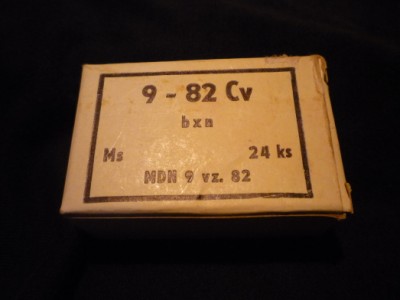 9 - 82 Cv
bxn
Ms 24 ks
MDN 9 vz. 82